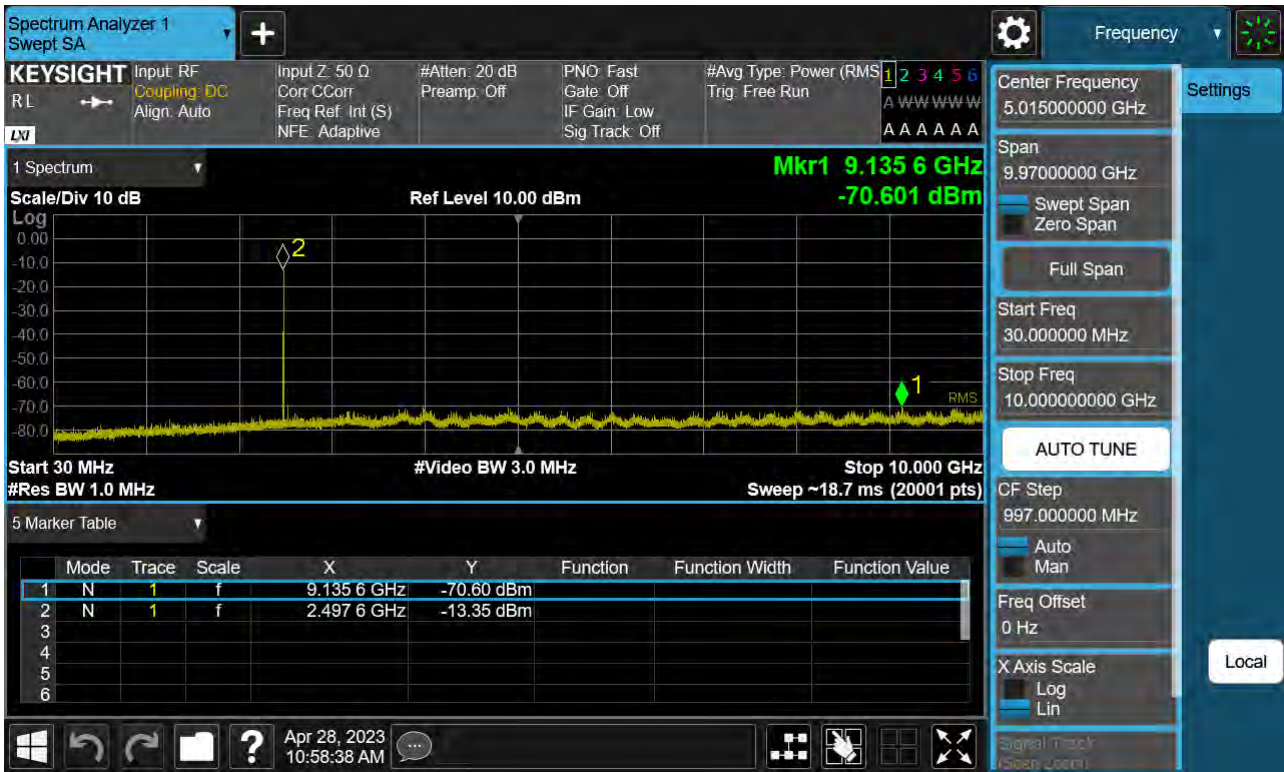 Spectrum Analyzer 1
Swept SA
+
Frequency
KEYSIGHT
RL
LXI
Input: RF
Coupling: DC
Align: Auto
Input Z: 50 Ω
Corr CCorr
Freq Ref: Int (S)
NFE: Adaptive
#Atten: 20 dB
Preamp: Off
PNO: Fast
Gate: Off
IF Gain: Low
Sig Track: Off
#Avg Type: Power (RMS
Trig: Free Run
1 2 3 4 5 6
A W W W W W
A A A A A A
1 Spectrum
Mkr1 9.135 6 GHz
-70.601 dBm
Scale/Div 10 dB
Ref Level 10.00 dBm
Log
0.00
-10.0
-20.0
-30.0
-40.0
-50.0
-60.0
-70.0
-80.0
2
1
RMS
Start 30 MHz
#Video BW 3.0 MHz
Stop 10.000 GHz
#Res BW 1.0 MHz
Sweep ~18.7 ms (20001 pts)
5 Marker Table
Mode Trace Scale X Y Function Function Width Function Value
1 N 1 f 9.135 6 GHz -70.60 dBm
2 N 1 f 2.497 6 GHz -13.35 dBm
3
4
5
6
Center Frequency
5.015000000 GHz
Settings
Span
9.97000000 GHz
Swept Span
Zero Span
Full Span
Start Freq
30.000000 MHz
Stop Freq
10.000000000 GHz
AUTO TUNE
CF Step
997.000000 MHz
Auto
Man
Freq Offset
0 Hz
X Axis Scale
Log
Lin
Signal Track
(Span Zoom)
Local
?
Apr 28, 2023
10:58:38 AM